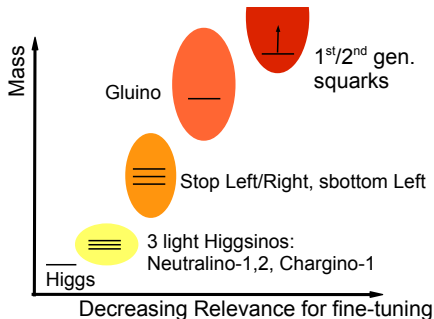 1st/2nd gen.
squarks
Mass
Gluino
Stop Left/Right, sbottom Left
3 light Higgsinos:
Neutralino-1,2, Chargino-1
Higgs
Decreasing Relevance for fine-tuning